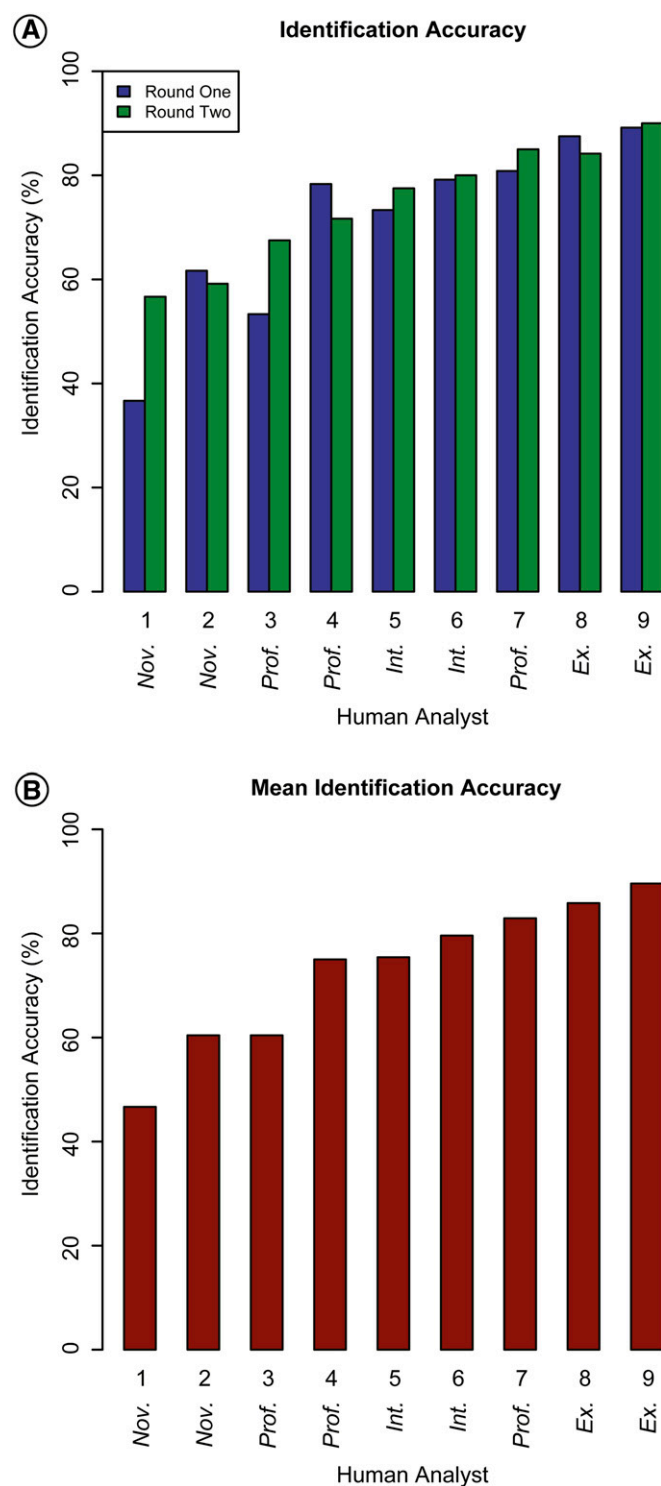 A
Identification Accuracy
Round One
Round Two
Identification Accuracy (%)
100
80
60
40
20
0
1 2 3 4 5 6 7 8 9
Nov. Nov. Prof. Prof. Int. Int. Prof. Ex. Ex.
Human Analyst
B
Mean Identification Accuracy
Identification Accuracy (%)
100
80
60
40
20
0
1 2 3 4 5 6 7 8 9
Nov. Nov. Prof. Prof. Int. Int. Prof. Ex. Ex.
Human Analyst